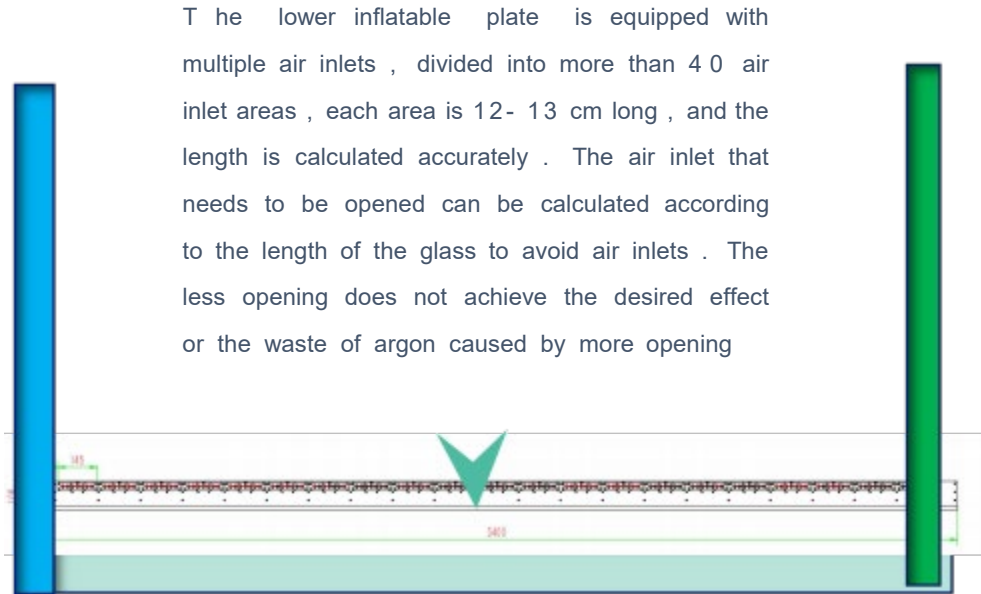 T he lower inflatable plate is equipped with
multiple air inlets , divided into more than 4 0 air
inlet areas , each area is 12- 13 cm long , and the
length is calculated accurately . The air inlet that
needs to be opened can be calculated according
to the length of the glass to avoid air inlets . The
less opening does not achieve the desired effect
or the waste of argon caused by more opening
145
5400